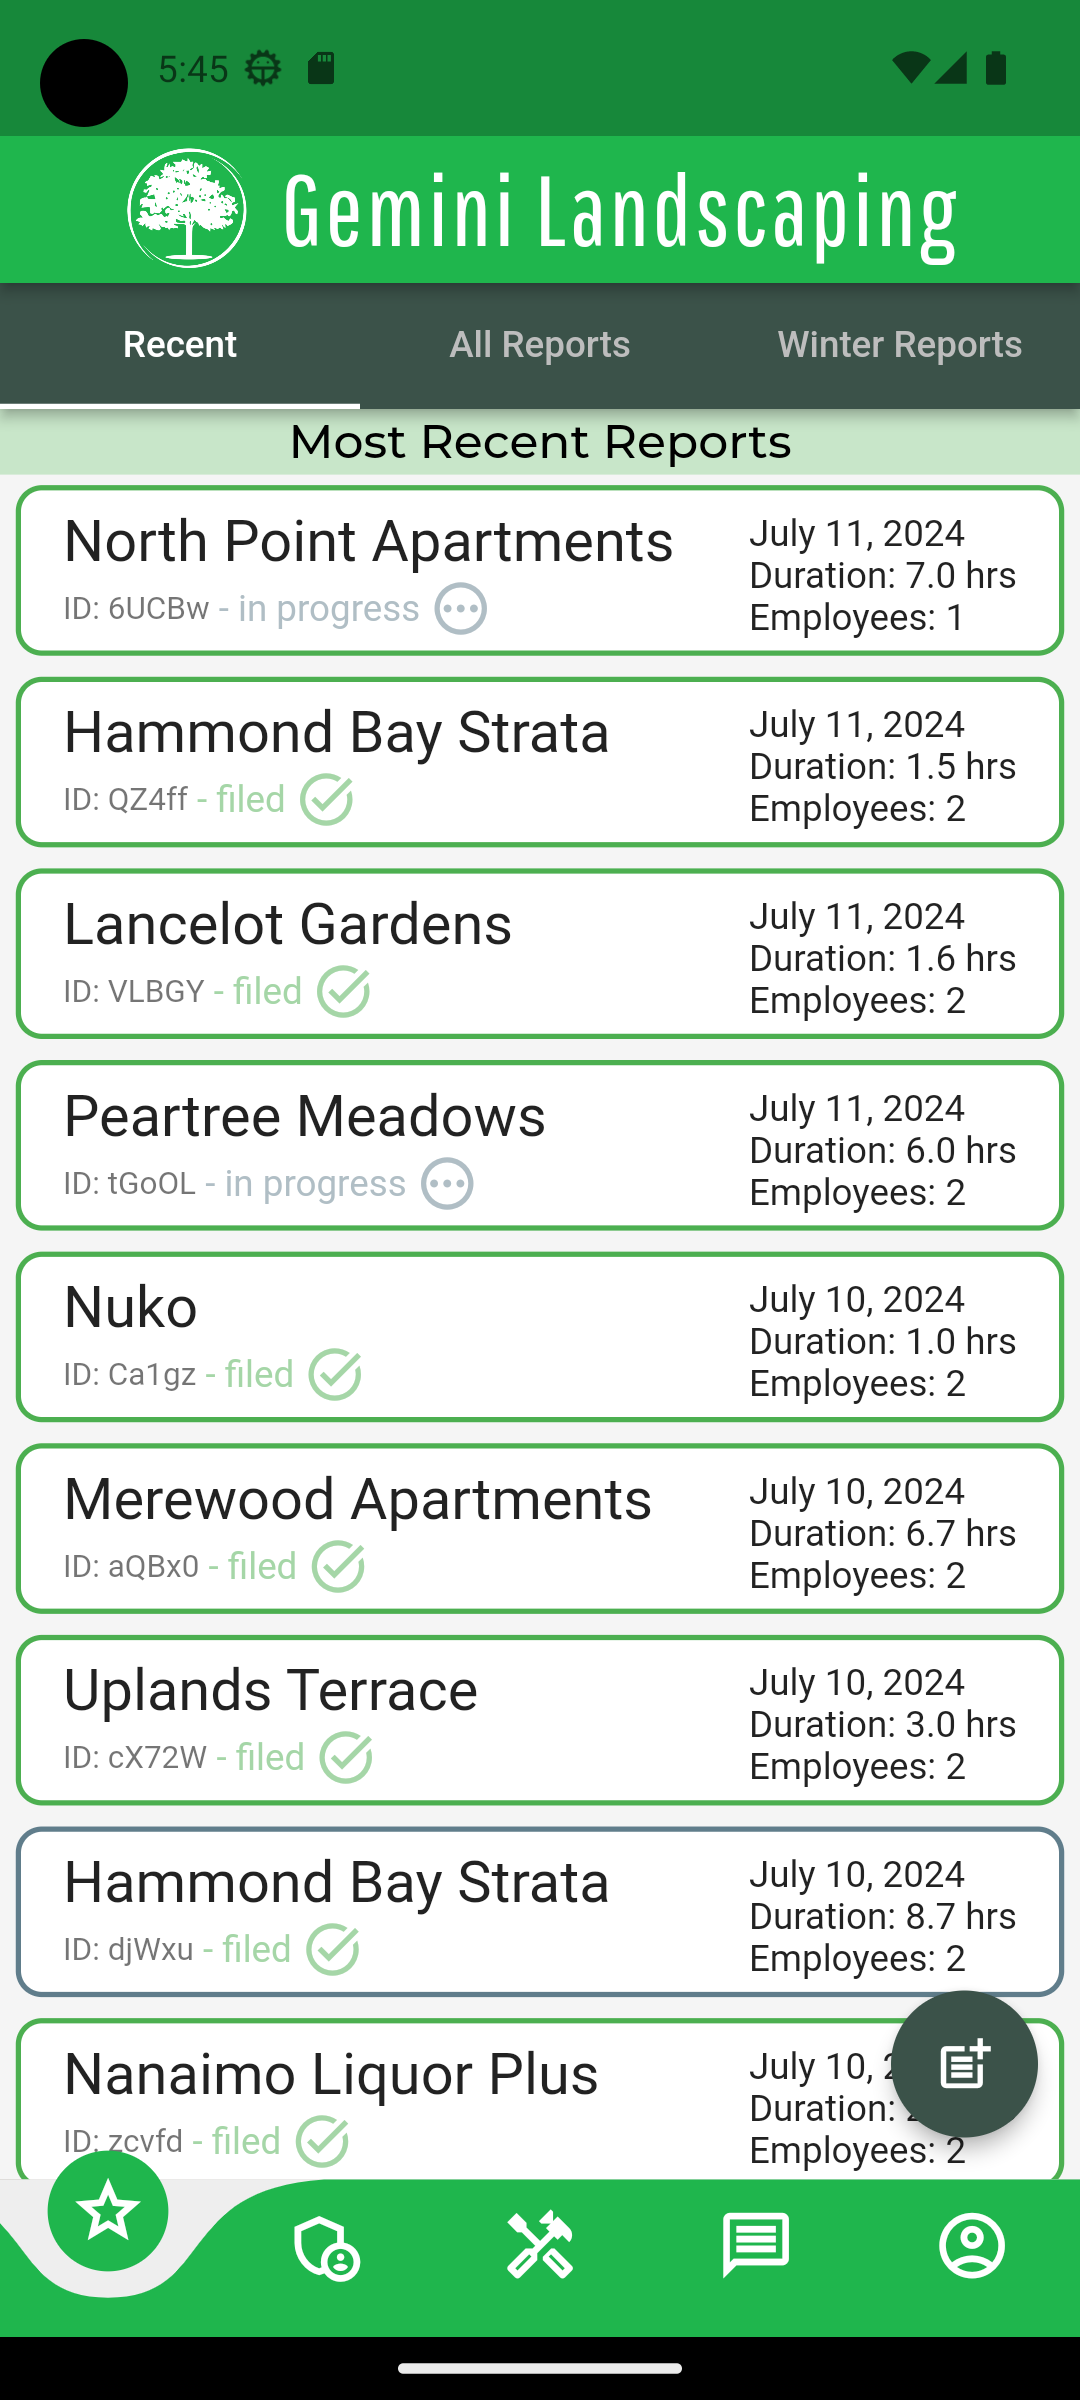 5:45
Gemini Landscaping
Recent
All Reports
Winter Reports
Most Recent Reports
North Point Apartments
ID: 6UCBw - in progress
July 11, 2024
Duration: 7.0 hrs
Employees: 1
Hammond Bay Strata
ID: QZ4ff - filed
July 11, 2024
Duration: 1.5 hrs
Employees: 2
Lancelot Gardens
ID: VLBGY - filed
July 11, 2024
Duration: 1.6 hrs
Employees: 2
Peartree Meadows
ID: tGoOL - in progress
July 11, 2024
Duration: 6.0 hrs
Employees: 2
Nuko
ID: Ca1gz - filed
July 10, 2024
Duration: 1.0 hrs
Employees: 2
Merewood Apartments
ID: aQBx0 - filed
July 10, 2024
Duration: 6.7 hrs
Employees: 2
Uplands Terrace
ID: cX72W - filed
July 10, 2024
Duration: 3.0 hrs
Employees: 2
Hammond Bay Strata
ID: djWxu - filed
July 10, 2024
Duration: 8.7 hrs
Employees: 2
Nanaimo Liquor Plus
ID: zcvfd - filed
July 10,
Duration:
Employees: 2